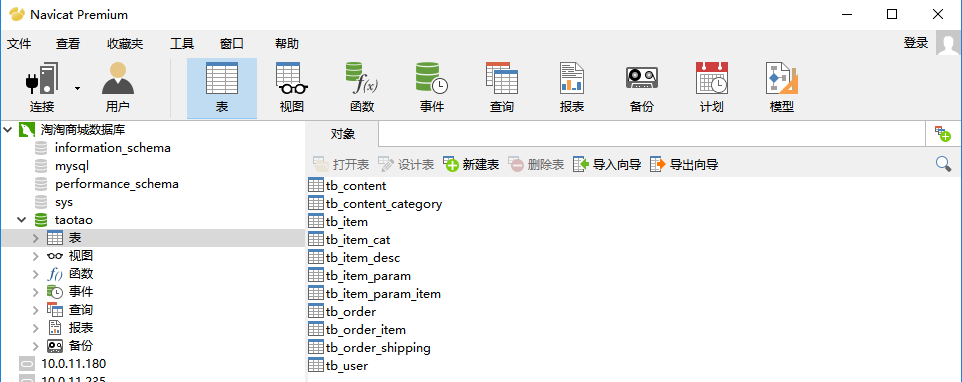 Navicat Premium
文件 查看 收藏夹 工具 窗口 帮助 登录
连接 用户 表 视图 函数 事件 查询 报表 备份 计划 模型
淘淘商城数据库
information_schema
mysql
performance_schema
sys
taotao
表
视图
函数
事件
查询
报表
备份
10.0.11.180
10.0.11.235
对象
打开表 设计表 新建表 删除表 导入向导 导出向导
tb_content
tb_content_category
tb_item
tb_item_cat
tb_item_desc
tb_item_param
tb_item_param_item
tb_order
tb_order_item
tb_order_shipping
tb_user